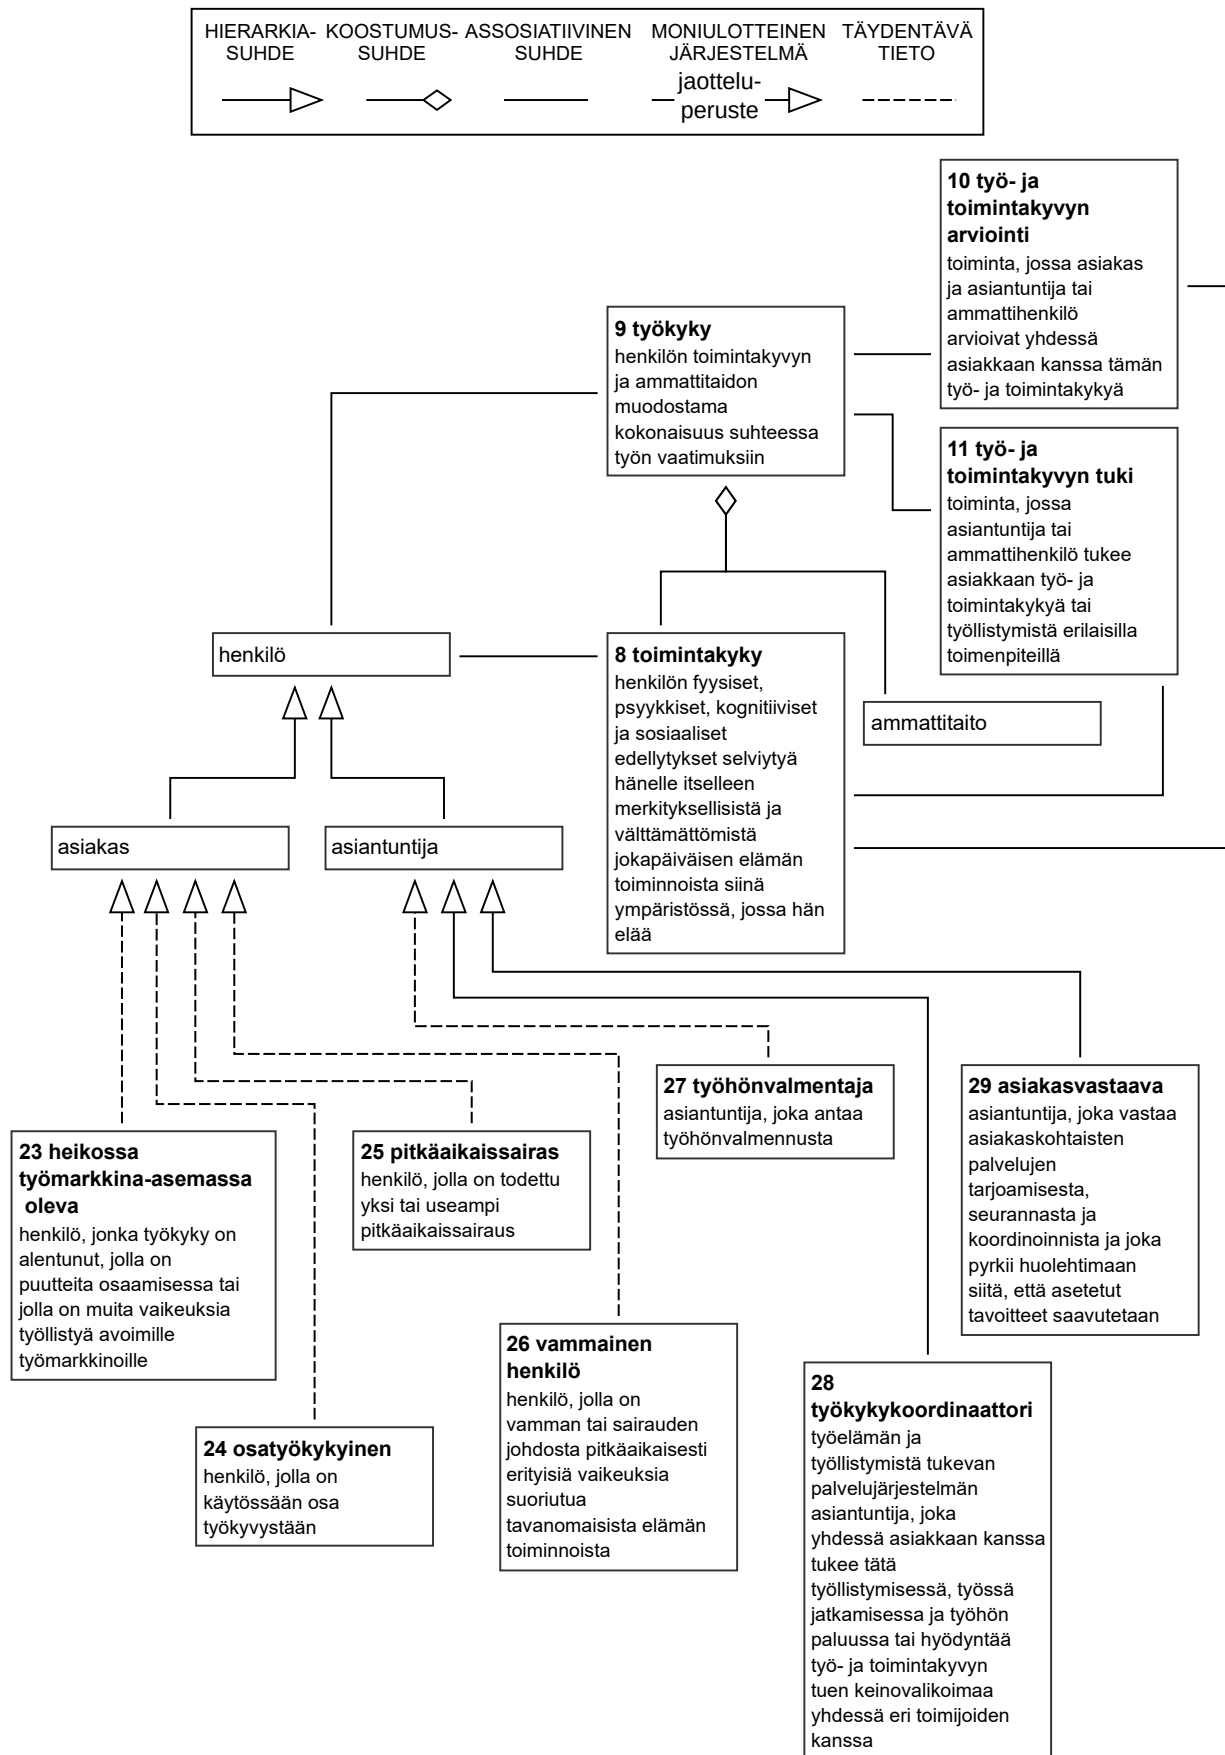 HIERARKIA-
SUHDE
KOOSTUMUS-
SUHDE
ASSOSIATIIVINEN
SUHDE
MONIULOTTEINEN
JÄRJESTELMÄ
TÄYDENTÄVÄ
TIETO
jaottelu-
peruste
10 työ- ja
toimintakyvyn
arviointi
toiminta, jossa asiakas
ja asiantuntija tai
ammattihenkilö
arvioivat yhdessä
asiakkaan kanssa tämän
työ- ja toimintakykyä
9 työkyky
henkilön toimintakyvyn
ja ammattitaidon
muodostama
kokonaisuus suhteessa
työn vaatimuksiin
11 työ- ja
toimintakyvyn tuki
toiminta, jossa
asiantuntija tai
ammattihenkilö tukee
asiakkaan työ- ja
toimintakykyä tai
työllistymistä erilaisilla
toimenpiteillä
henkilö
8 toimintakyky
henkilön fyysiset,
psyykkiset, kognitiiviset
ja sosiaaliset
edellytykset selviytyä
hänelle itselleen
merkityksellisistä ja
välttämättömistä
jokapäiväisen elämän
toiminnoista siinä
ympäristössä, jossa hän
elää
ammattitaito
asiakas
asiantuntija
27 työhönvalmentaja
asiantuntija, joka antaa
työhönvalmennusta
29 asiakasvastaava
asiantuntija, joka vastaa
asiakaskohtaisten
palvelujen
tarjoamisesta,
seurannasta ja
koordinoinnista ja joka
pyrkii huolehtimaan
siitä, että asetetut
tavoitteet saavutetaan
23 heikossa
työmarkkina-asemassa
oleva
henkilö, jonka työkyky on
alentunut, jolla on
puutteita osaamisessa tai
jolla on muita vaikeuksia
työllistyä avoimille
työmarkkinoille
25 pitkäaikaissairas
henkilö, jolla on todettu
yksi tai useampi
pitkäaikaissairaus
26 vammainen
henkilö
henkilö, jolla on
vamman tai sairauden
johdosta pitkäaikaisesti
erityisiä vaikeuksia
suoriutua
tavanomaisista elämän
toiminnoista
24 osatyökykyinen
henkilö, jolla on
käytössään osa
työkyvystään
28
työkykykoordinaattori
työelämän ja
työllistymistä tukevan
palvelujärjestelmän
asiantuntija, joka
yhdessä asiakkaan kanssa
tukee tätä
työllistymisessä, työssä
jatkamisessa ja työhön
paluussa tai hyödyntää
työ- ja toimintakyvyn
tuen keinovalikoimaa
yhdessä eri toimijoiden
kanssa